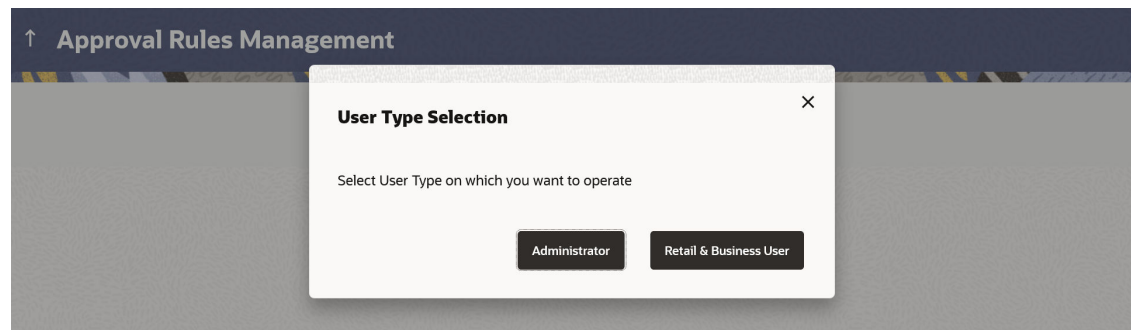 Approval Rules Management
User Type Selection
Select User Type on which you want to operate
Administrator
Retail & Business User